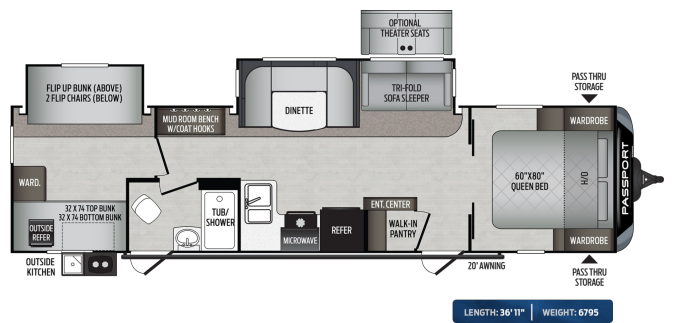 OPTIONAL
THEATER SEATS
FLIP UP BUNK (ABOVE)
2 FLIP CHAIRS (BELOW)
MUD ROOM BENCH
W/COAT HOOKS
DINETTE
TRI-FOLD
SOFA SLEEPER
PASS THRU
STORAGE
WARDROBE
WARD.
60"X80"
QUEEN BED
H/O
PASSPORT
32 X 74 TOP BUNK
32 X 74 BOTTOM BUNK
OUTSIDE
REFER
TUB/
SHOWER
MICROWAVE
REFER
ENT. CENTER
WALK-IN
PANTRY
WARDROBE
OUTSIDE
KITCHEN
20' AWNING
PASS THRU
STORAGE
LENGTH: 36' 11" WEIGHT: 6795